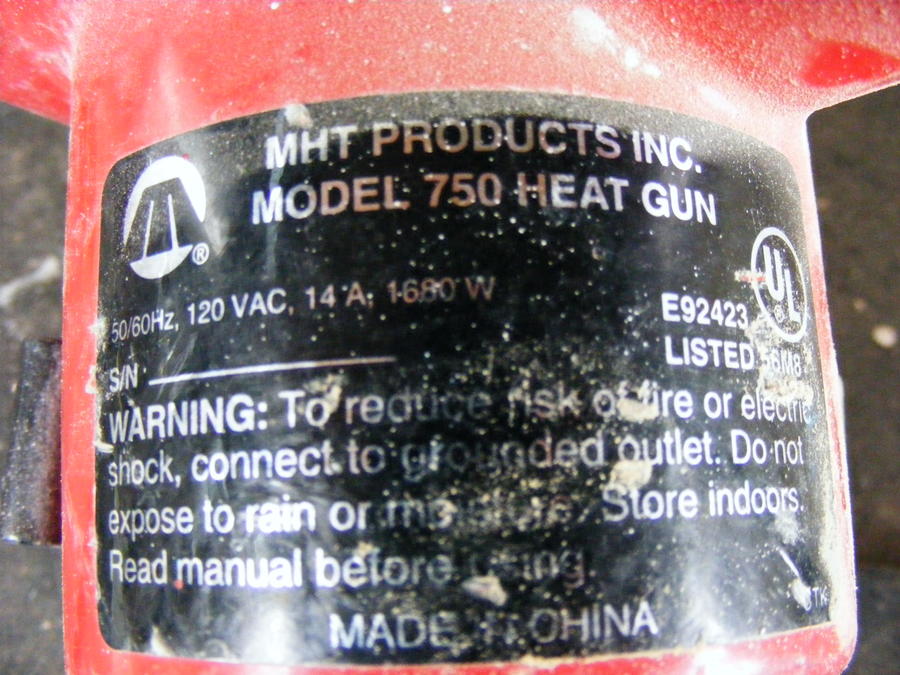 MHT PRODUCTS INC.
MODEL 750 HEAT GUN
®
50/60Hz, 120 VAC, 14 A, 1680 W
UL
®
E92423
LISTED 56M8
S/N
WARNING: To reduce risk of fire or electric
shock, connect to grounded outlet. Do not
expose to rain or moisture. Store indoors.
Read manual before using.
MADE IN CHINA